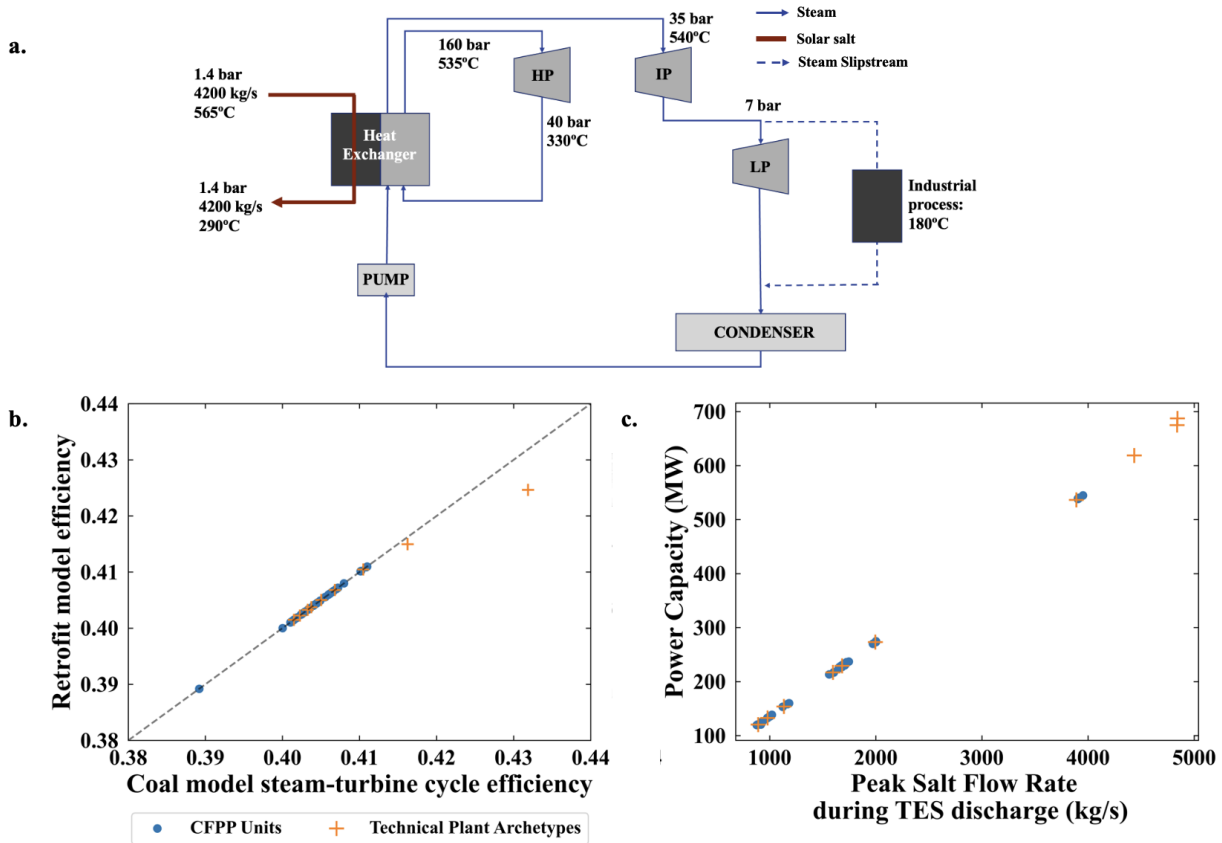 a.
160 bar
535ºC
35 bar
540ºC
Steam
Solar salt
Steam Slipstream
1.4 bar
4200 kg/s
565ºC
HP
IP
7 bar
40 bar
330ºC
Heat
Exchanger
LP
1.4 bar
4200 kg/s
290ºC
Industrial
process:
180ºC
PUMP
CONDENSER
b.
Retrofit model efficiency
0.44
0.43
0.42
0.41
0.40
0.39
0.38
0.38 0.39 0.40 0.41 0.42 0.43 0.44
Coal model steam-turbine cycle efficiency
c.
Power Capacity (MW)
700
600
500
400
300
200
100
1000 2000 3000 4000 5000
Peak Salt Flow Rate
during TES discharge (kg/s)
CFPP Units
Technical Plant Archetypes